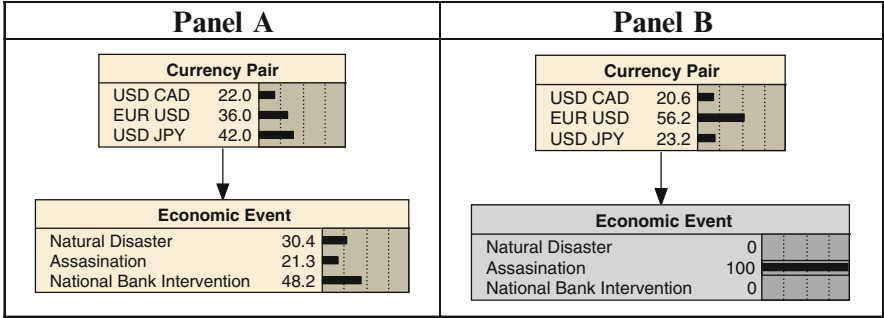 Panel A
Panel B
Currency Pair
USD CAD 22.0
EUR USD 36.0
USD JPY 42.0
Economic Event
Natural Disaster 30.4
Assasination 21.3
National Bank Intervention 48.2
Currency Pair
USD CAD 20.6
EUR USD 56.2
USD JPY 23.2
Economic Event
Natural Disaster 0
Assasination 100
National Bank Intervention 0